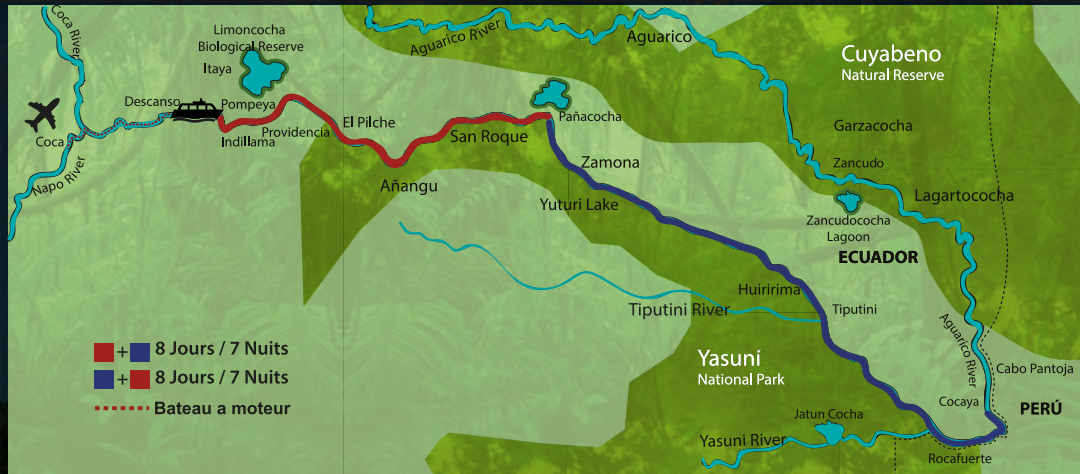 Coca River
Limoncocha
Biological Reserve
Itaya
Descanso
Pompeya
Indillama
Providencia
El Pilche
Coca
Napo River
Añangu
San Roque
Pañacocha
Zamona
Yuturi Lake
Aguarico River
Aguarico
Cuyabeno
Natural Reserve
Garzacocha
Zancudo
Lagartococha
Zancudococha
Lagoon
ECUADOR
Huiririma
Tiputini River
Tiputini
Yasuní
National Park
Aguarico River
Cabo Pantoja
Cocaya
PERÚ
Jatun Cocha
Yasuni River
Rocafuerte
+ 8 Jours / 7 Nuits
+ 8 Jours / 7 Nuits
Bateau a moteur